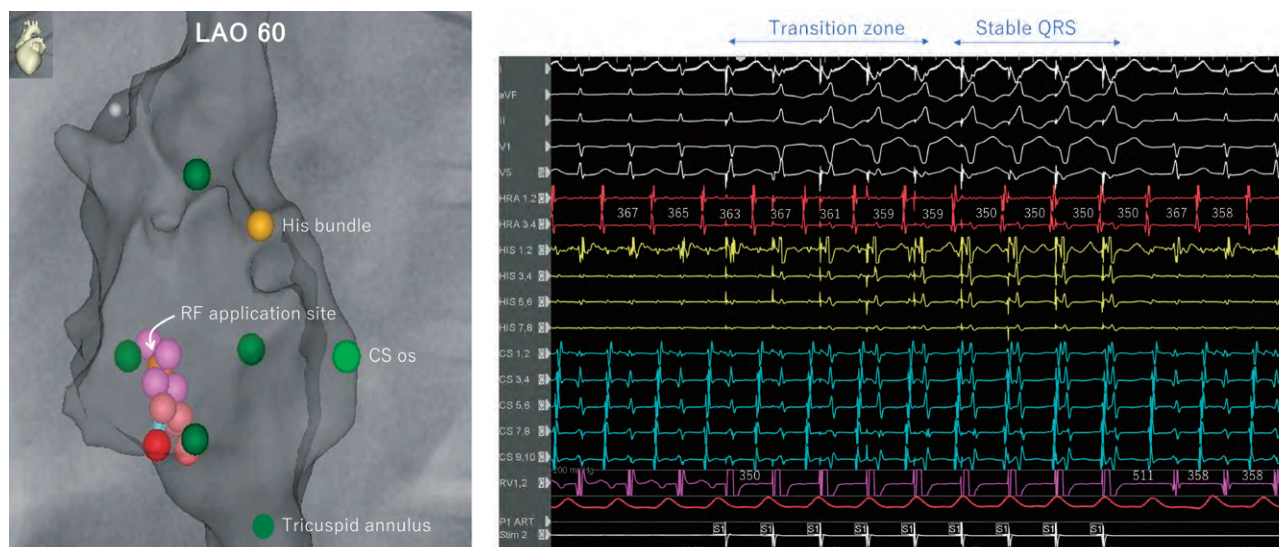 LAO 60
His bundle
RF application site
CS os
Tricuspid annulus
Transition zone
Stable QRS
I
aVF
II
V1
V5
HRA 1,2
367 365 363 367 361 359 359 350 350 350 350 367 358
HRA 3,4
HIS 1,2
HIS 3,4
HIS 5,6
HIS 7,8
CS 1,2
CS 3,4
CS 5,6
CS 7,8
CS 9,10
200 mmHg
350 511 358 358
RV1,2
P1 ART
S1 S1 S1 S1 S1 S1 S1 S1 S1
Stim 2